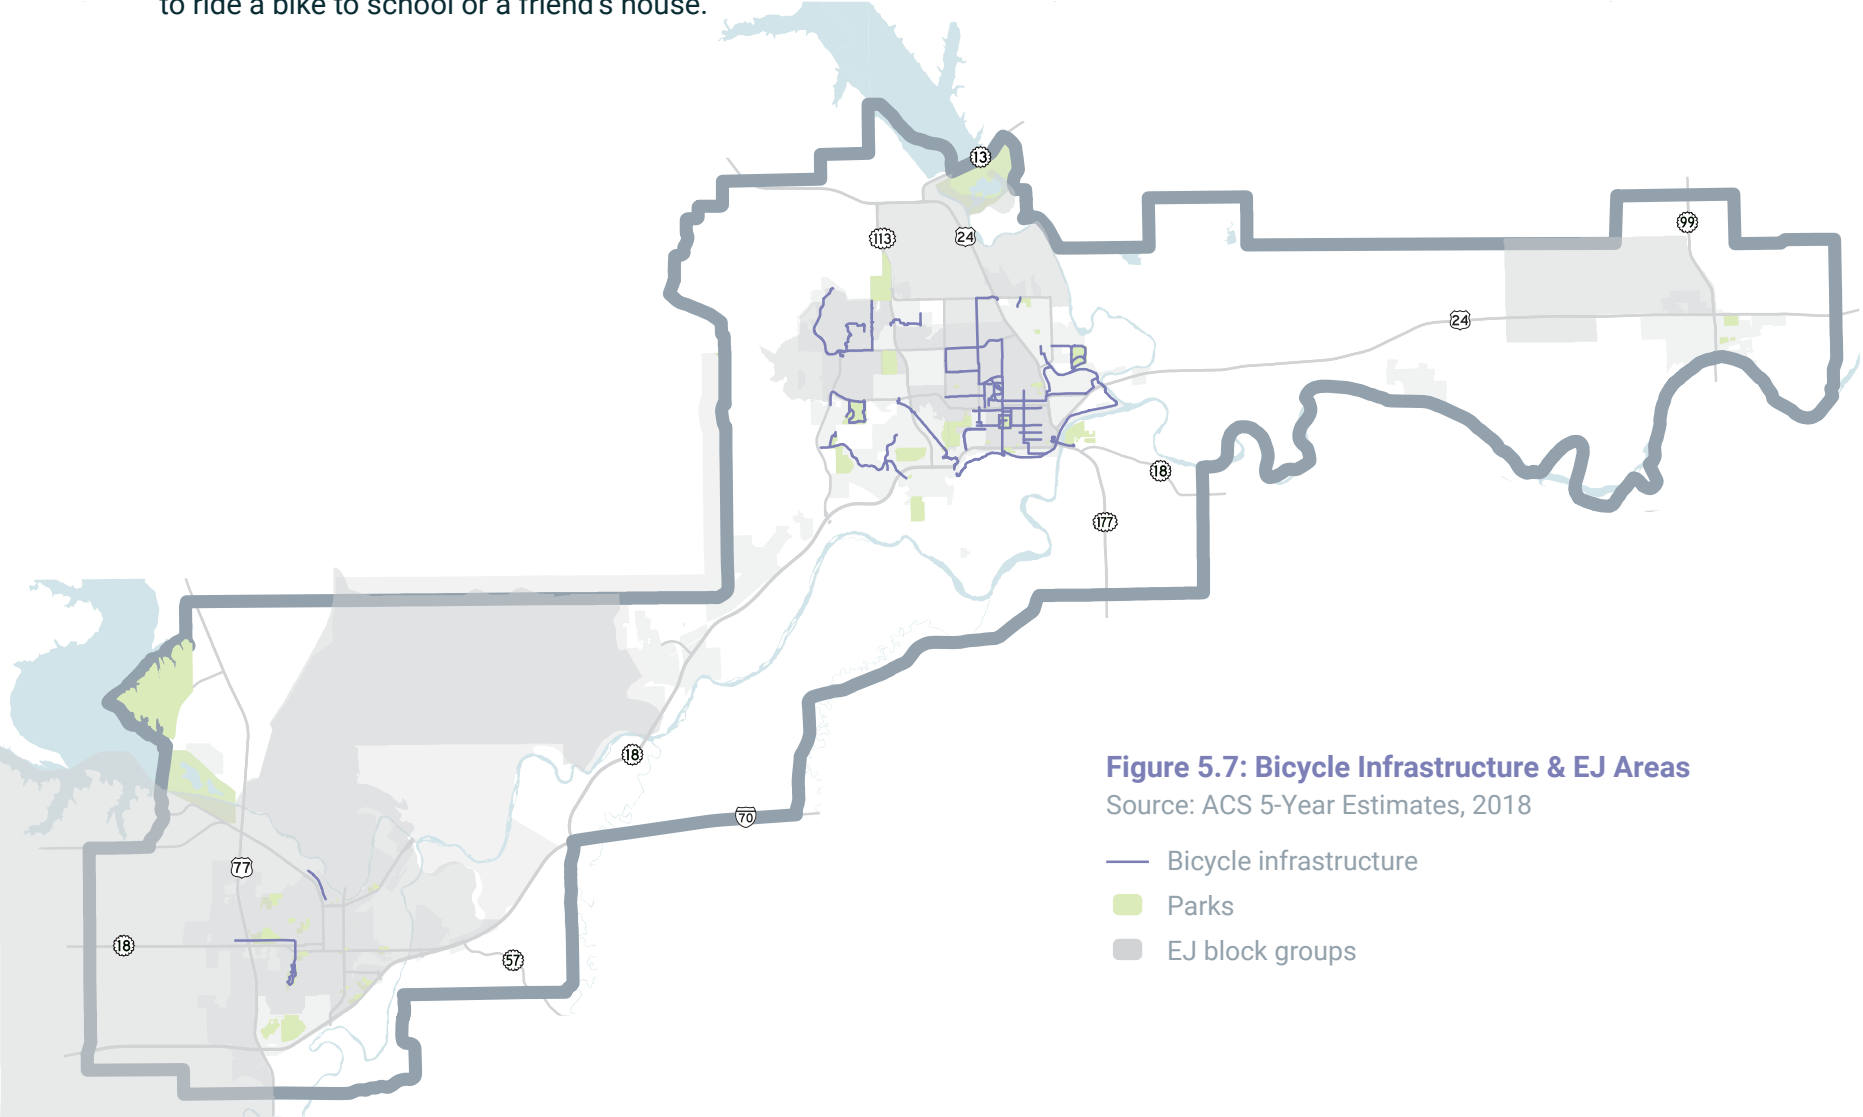 to ride a bike to school or a friend's house.
13
99
113
24
24
18
177
18
70
77
18
57
Figure 5.7: Bicycle Infrastructure & EJ Areas
Source: ACS 5-Year Estimates, 2018
Bicycle infrastructure
Parks
EJ block groups